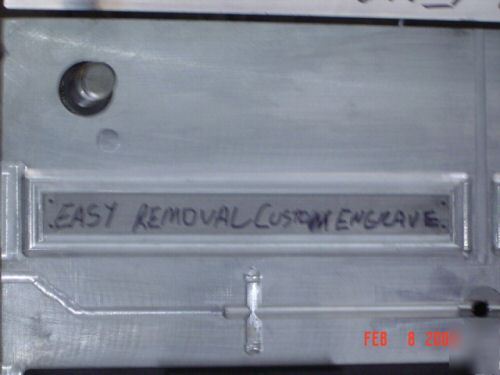 EASY REMOVAL CUSTOM ENGRAVE
FEB 8